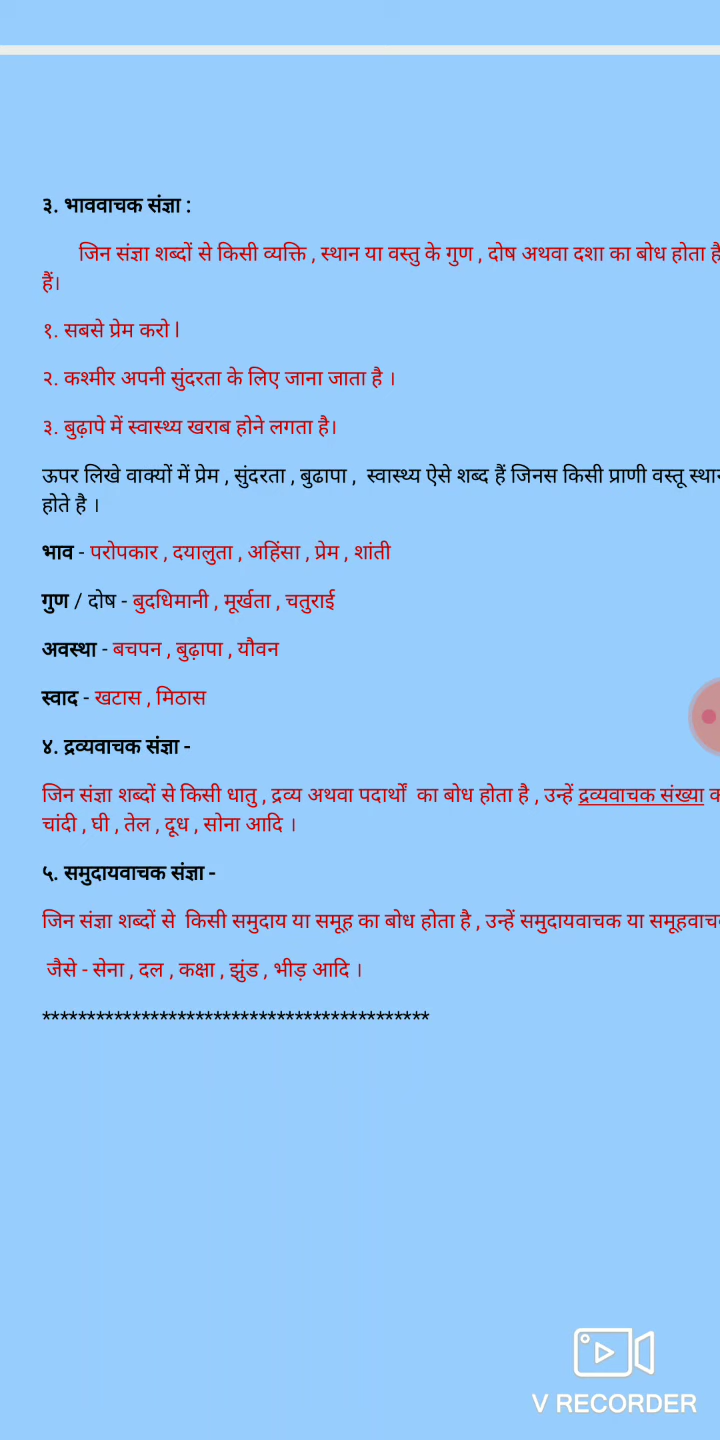 ३. भाववाचक संज्ञा :
जिन संज्ञा शब्दों से किसी व्यक्ति , स्थान या वस्तु के गुण , दोष अथवा दशा का बोध होता है
हैं।
१. सबसे प्रेम करो l
२. कश्मीर अपनी सुंदरता के लिए जाना जाता है ।
३. बुढ़ापे में स्वास्थ्य खराब होने लगता है।
ऊपर लिखे वाक्यों में प्रेम , सुंदरता , बुढापा , स्वास्थ्य ऐसे शब्द हैं जिनस किसी प्राणी वस्तू
होते है ।
भाव - परोपकार , दयालुता , अहिंसा , प्रेम , शांती
गुण / दोष - बुदधिमानी , मूर्खता , चतुराई
अवस्था - बचपन , बुढ़ापा , यौवन
स्वाद - खटास , मिठास
४. द्रव्यवाचक संज्ञा -
जिन संज्ञा शब्दों से किसी धातु , द्रव्य अथवा पदार्थों का बोध होता है , उन्हें द्रव्यवाचक संख्या
चांदी , घी , तेल , दूध , सोना आदि ।
५. समुदायवाचक संज्ञा -
जिन संज्ञा शब्दों से किसी समुदाय या समूह का बोध होता है , उन्हें समुदायवाचक या
जैसे - सेना , दल , कक्षा , झुंड , भीड़ आदि ।
*******************************************
V RECORDER